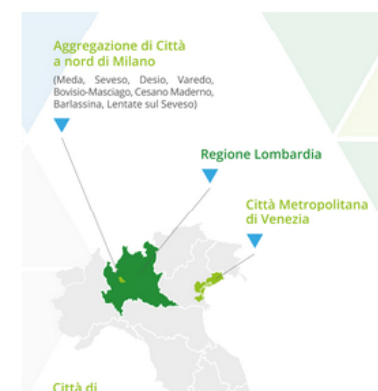 Aggregazione di Città
a nord di Milano
(Meda, Seveso, Desio, Varedo,
Bovisio-Masciago, Cesano Maderno,
Barlassina, Lentate sul Seveso)
Regione Lombardia
Città Metropolitana
di Venezia
Città di